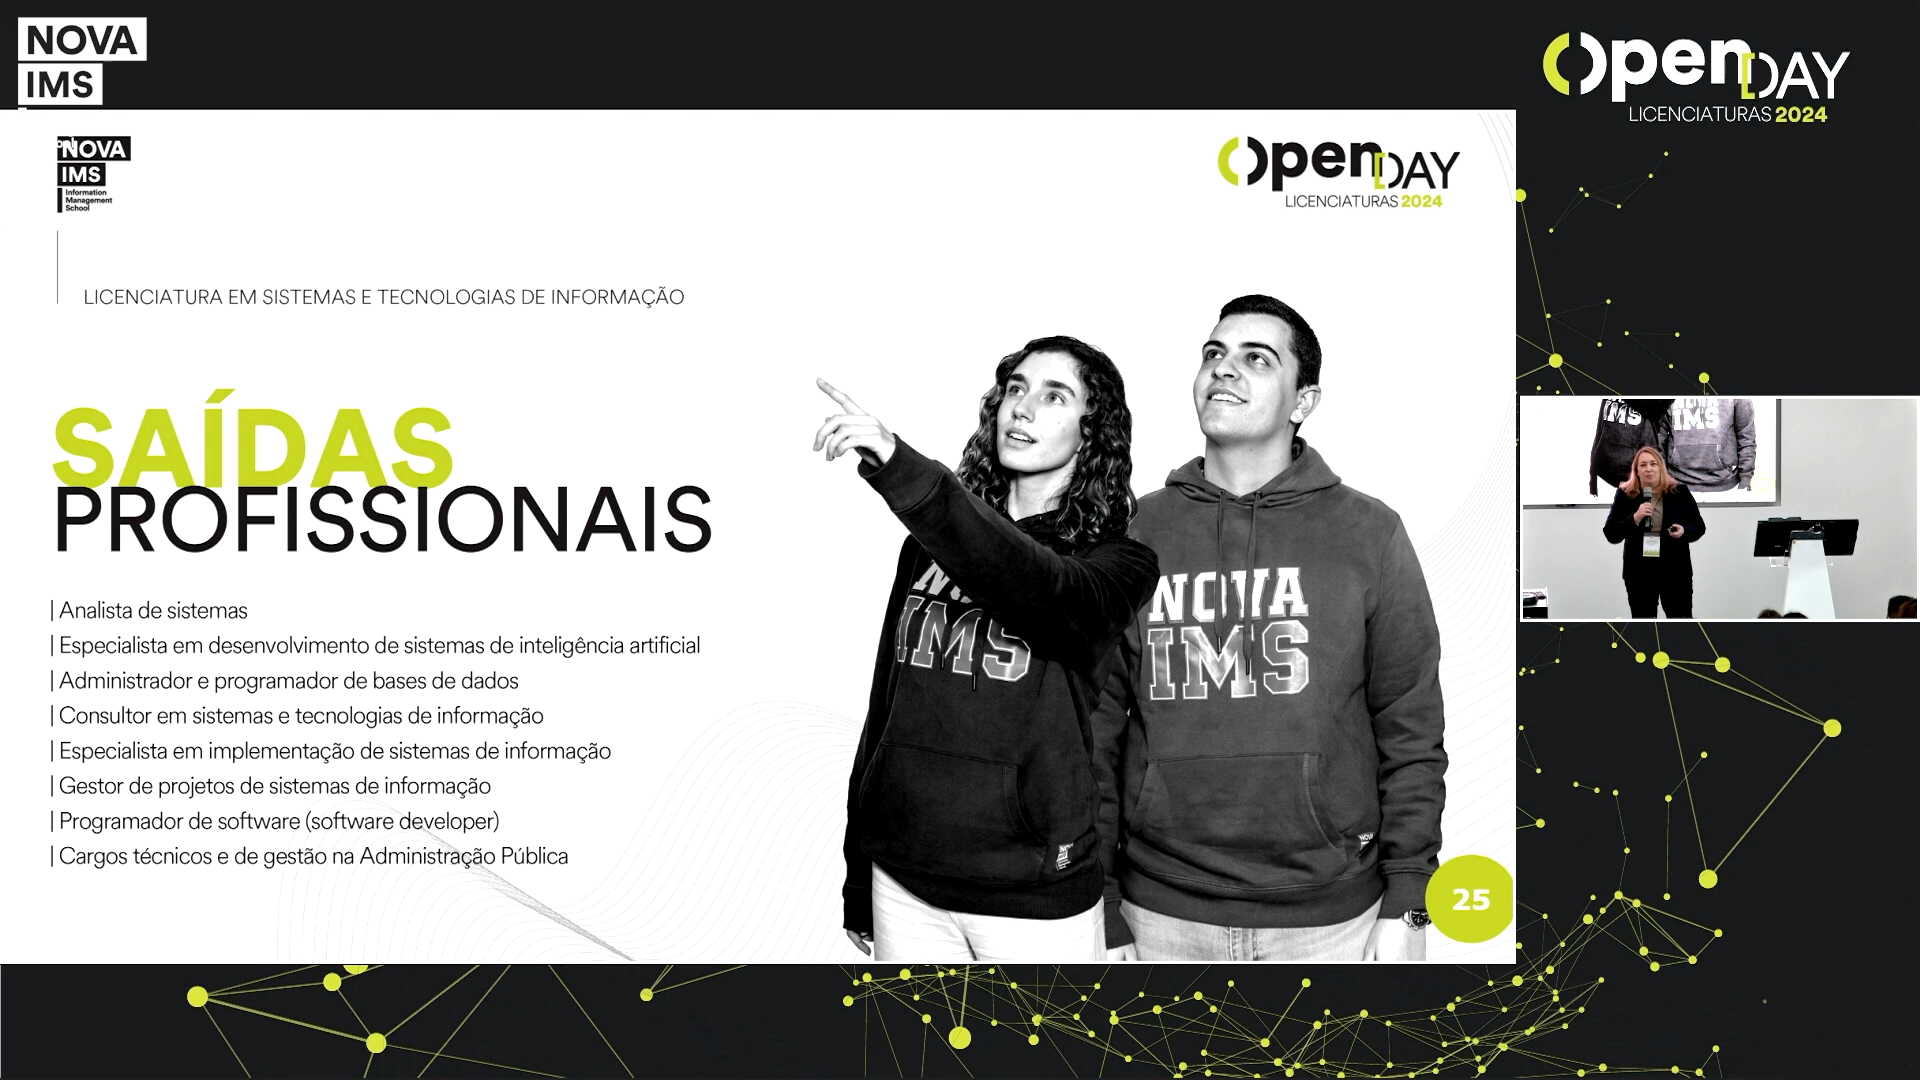 NOVA
IMS
Open DAY
LICENCIATURAS 2024
NOVA
IMS
Information
Management
School
Open DAY
LICENCIATURAS 2024
LICENCIATURA EM SISTEMAS E TECNOLOGIAS DE INFORMAÇÃO
SAÍDAS
PROFISSIONAIS
| Analista de sistemas
| Especialista em desenvolvimento de sistemas de inteligência artificial
| Administrador e programador de bases de dados
| Consultor em sistemas e tecnologias de informação
| Especialista em implementação de sistemas de informação
| Gestor de projetos de sistemas de informação
| Programador de software (software developer)
| Cargos técnicos e de gestão na Administração Pública
NOVA
IMS
IMS
25
IMS
NOVA
IMS